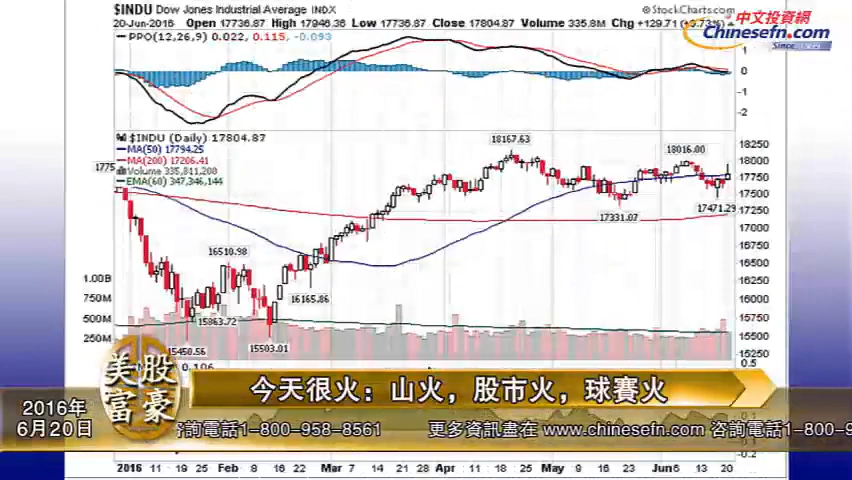 $INDU Dow Jones Industrial Average INDX
© StockCharts.com
20-Jun-2016 Open 17736.87 High 17946.36 Low 17736.87 Close 17804.87 Volume 335.8M Chg +129.71
中文投資網
Chinesefn.com
Since
PPO(12,26,9) 0.022, 0.115, -0.093
1
0
-1
-2
$INDU (Daily) 17804.87
MA(50) 17794.25
MA(200) 17206.41
Volume 335,811,200
EMA(60) 347,346,144
18167.63
18016.00
17471.29
17331.07
16510.98
16165.86
15863.72
15450.56
15503.01
18250
18000
17750
17500
17250
17000
16750
16500
16250
16000
15750
15500
15250
1.00B
750M
500M
250M
0.5
美股
富豪
今天很火：山火，股市火，球賽火
2016年
6月20日
咨詢電話1-800-958-8561 更多資訊盡在 www.chinesefn.com 咨詢電話1-800-9
2016 11 19 25 Feb 8 16 22 Mar 7 14 21 Apr 11 18 25 May 9 16 23 Jun 6 13 20